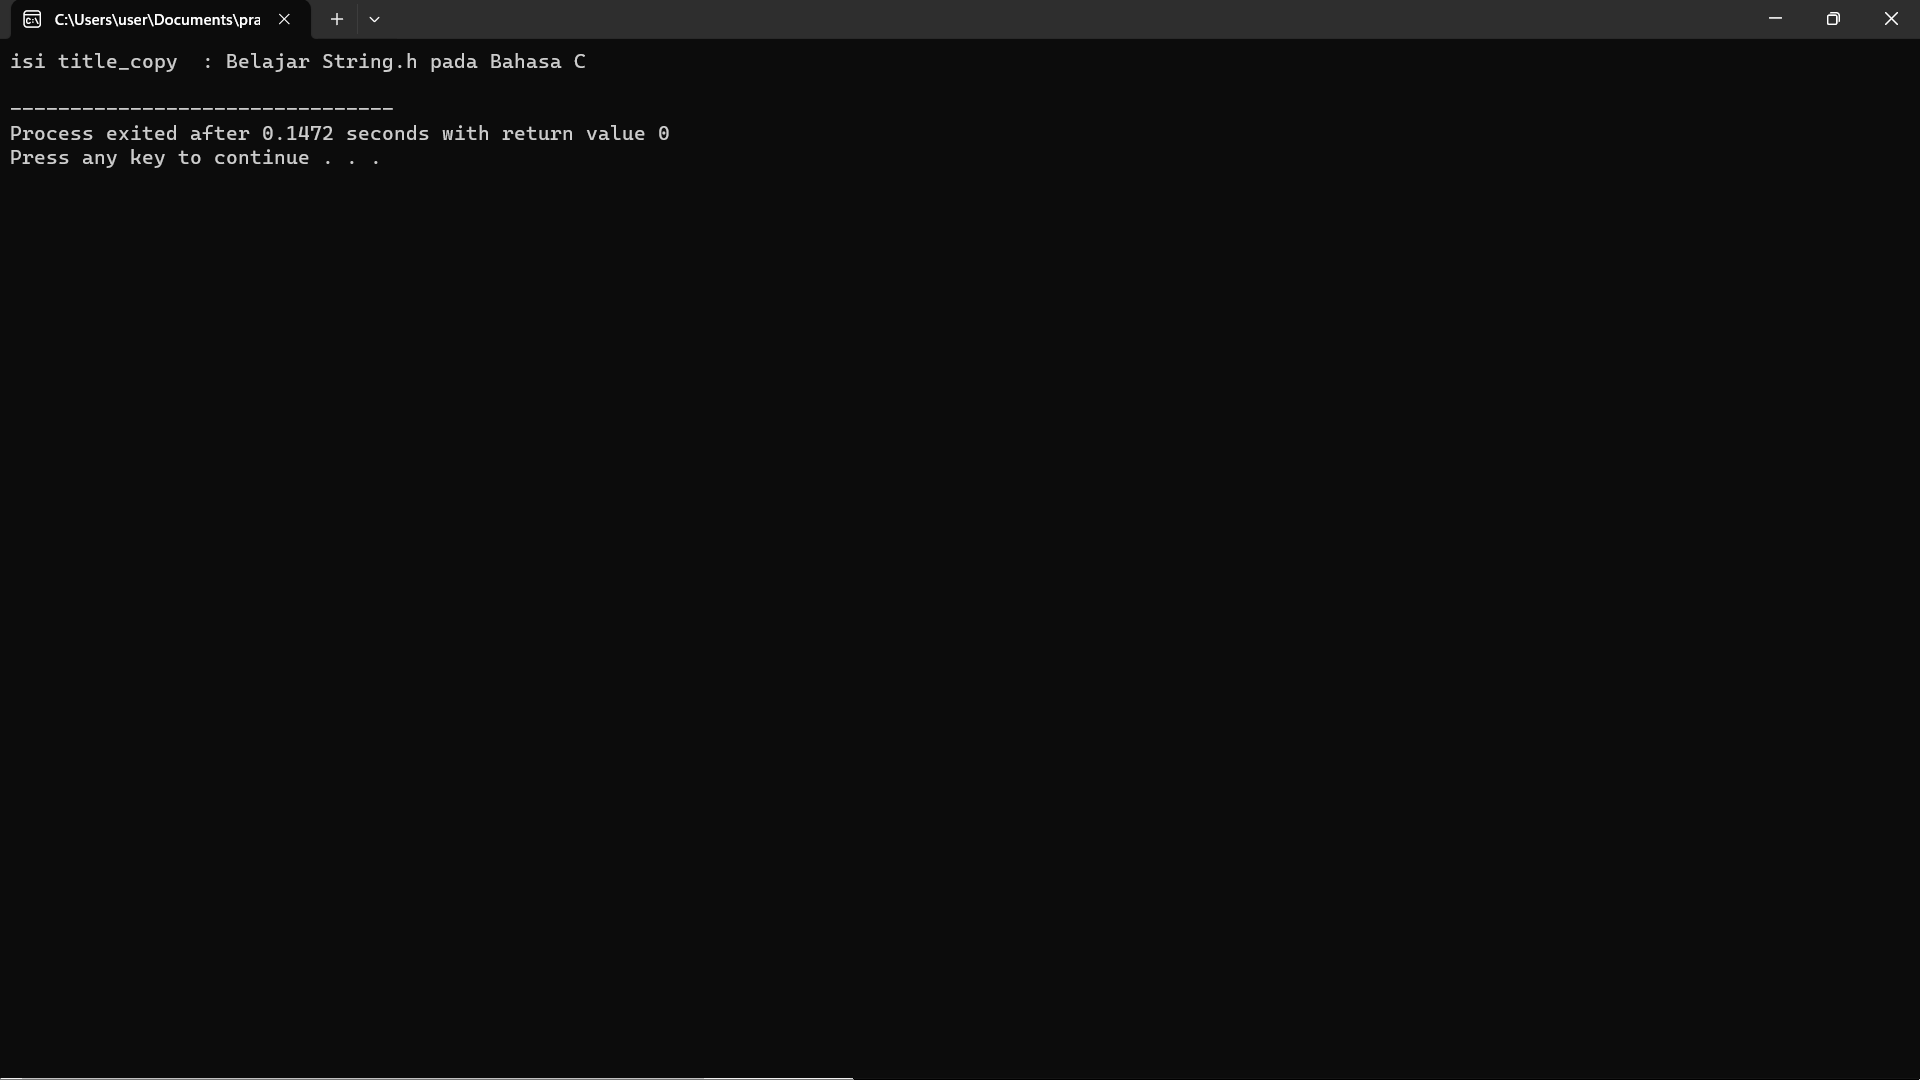 C:\Users\user\Documents\pra
isi title_copy  : Belajar String.h pada Bahasa C
--------------------------------
Process exited after 0.1472 seconds with return value 0
Press any key to continue . . .